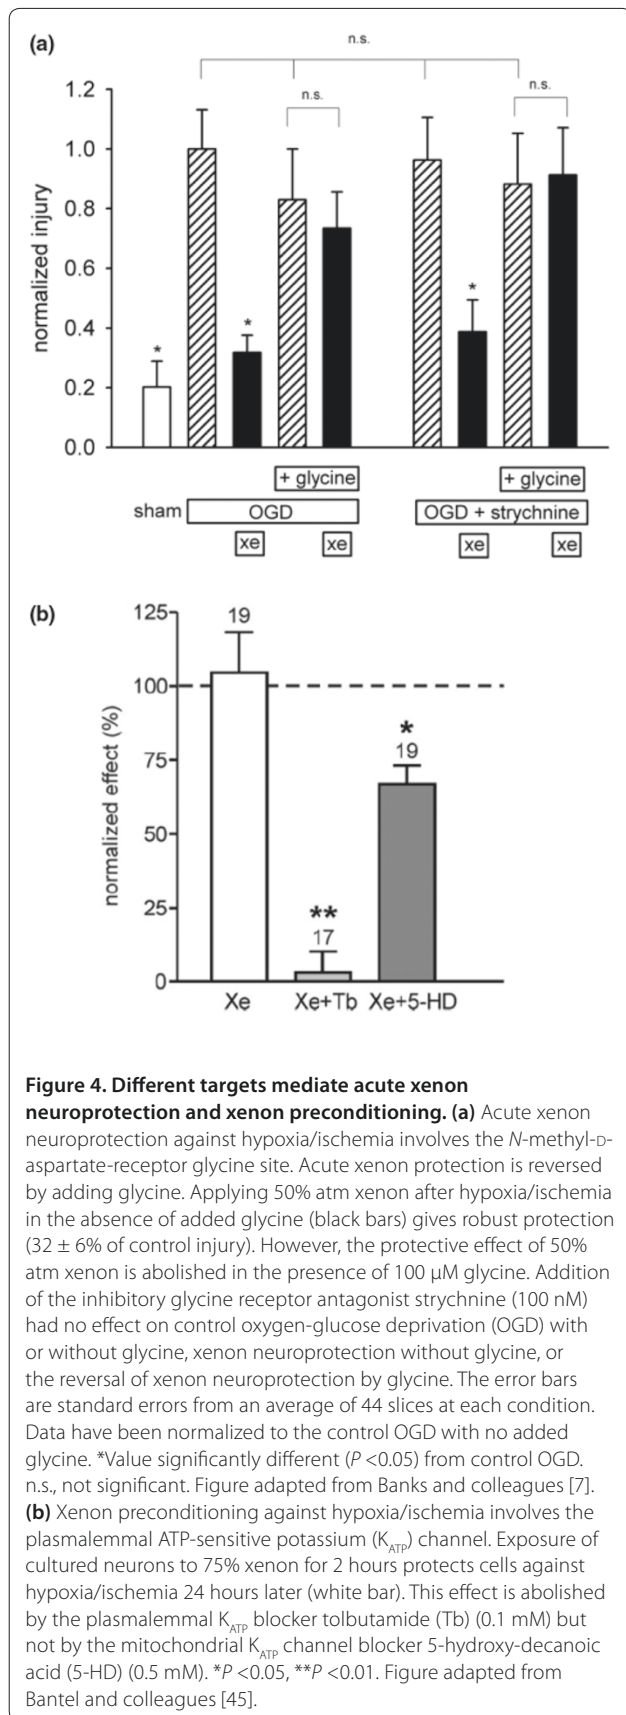 (a)
n.s.
n.s.
n.s.
1.2
1.0
0.8
0.6
0.4
0.2
0.0
normalized injury
*
*
*
+ glycine
+ glycine
sham
OGD
OGD + strychnine
xe
xe
xe
xe
(b)
125
100
75
50
25
0
normalized effect (%)
19
**
17
*
19
Xe
Xe+Tb
Xe+5-HD
Figure 4. Different targets mediate acute xenon
neuroprotection and xenon preconditioning. (a) Acute xenon
neuroprotection against hypoxia/ischemia involves the N-methyl-D-
aspartate-receptor glycine site. Acute xenon protection is reversed
by adding glycine. Applying 50% atm xenon after hypoxia/ischemia
in the absence of added glycine (black bars) gives robust protection
(32 ± 6% of control injury). However, the protective effect of 50%
atm xenon is abolished in the presence of 100 μM glycine. Addition
of the inhibitory glycine receptor antagonist strychnine (100 nM)
had no effect on control oxygen-glucose deprivation (OGD) with
or without glycine, xenon neuroprotection without glycine, or
the reversal of xenon neuroprotection by glycine. The error bars
are standard errors from an average of 44 slices at each condition.
Data have been normalized to the control OGD with no added
glycine. *Value significantly different (P <0.05) from control OGD.
n.s., not significant. Figure adapted from Banks and colleagues [7].
(b) Xenon preconditioning against hypoxia/ischemia involves the
plasmalemmal ATP-sensitive potassium (K_ATP) channel. Exposure of
cultured neurons to 75% xenon for 2 hours protects cells against
hypoxia/ischemia 24 hours later (white bar). This effect is abolished
by the plasmalemmal K_ATP blocker tolbutamide (Tb) (0.1 mM) but
not by the mitochondrial K_ATP channel blocker 5-hydroxy-decanoic
acid (5-HD) (0.5 mM). *P <0.05, **P <0.01. Figure adapted from
Bantel and colleagues [45].